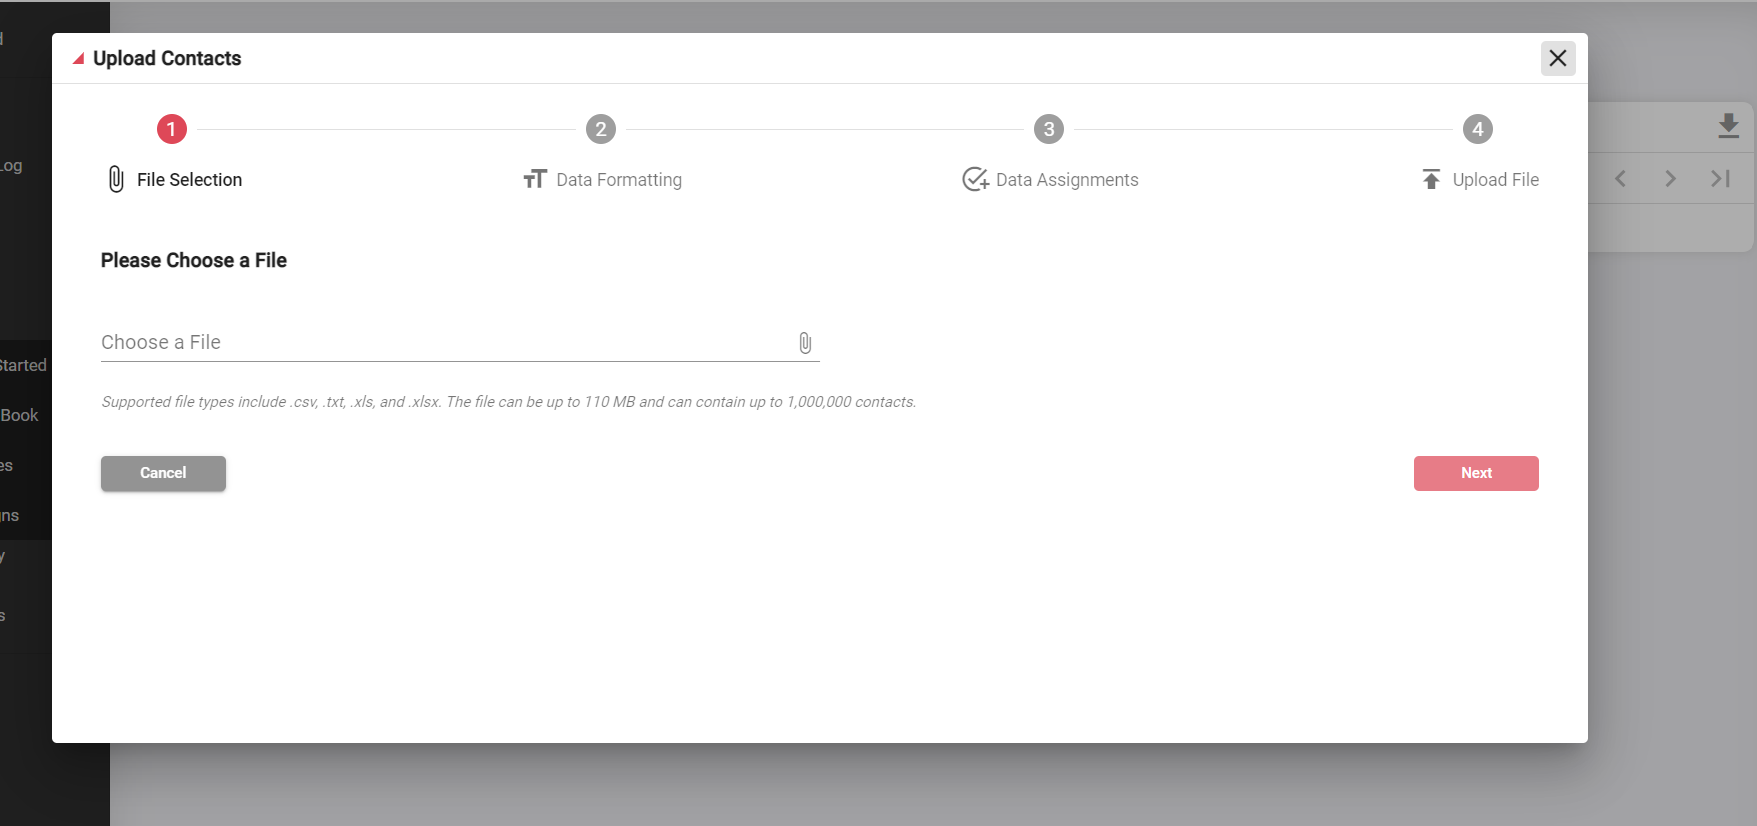 Upload Contacts
1
2
3
4
File Selection
Data Formatting
Data Assignments
Upload File
Please Choose a File
Choose a File
Supported file types include .csv, .txt, .xls, and .xlsx. The file can be up to 110 MB and can contain up to 1,000,000 contacts.
Cancel
Next
Log
Started
Book